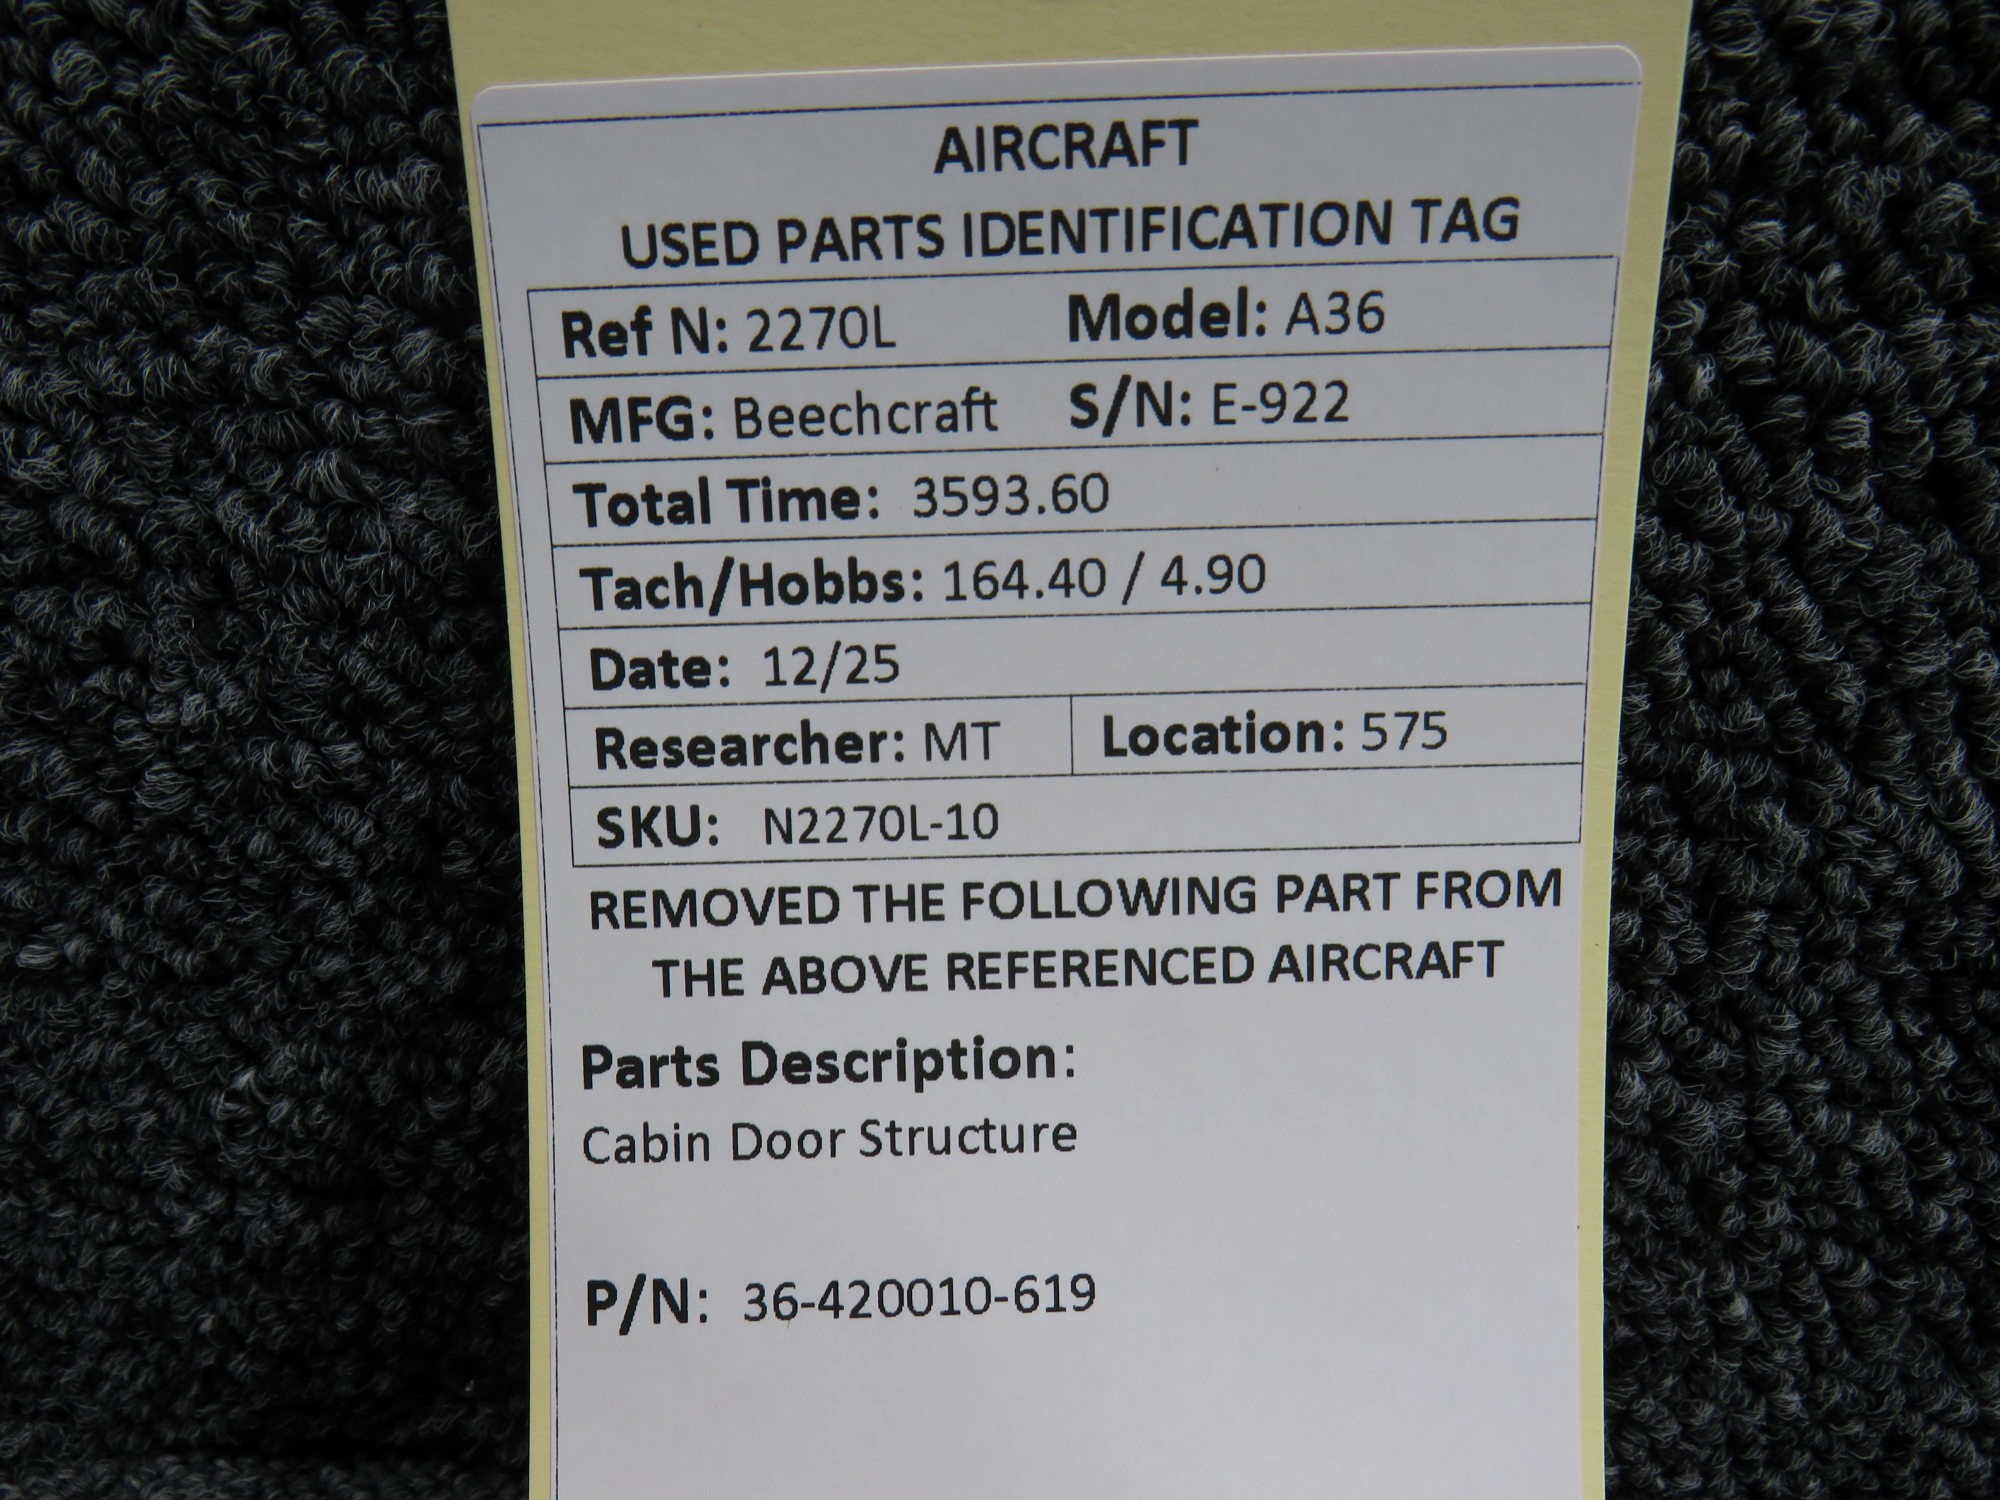 AIRCRAFT
USED PARTS IDENTIFICATION TAG
Ref N: 2270L Model: A36
MFG: Beechcraft S/N: E-922
Total Time: 3593.60
Tach/Hobbs: 164.40 / 4.90
Date: 12/25
Researcher: MT Location: 575
SKU: N2270L-10
REMOVED THE FOLLOWING PART FROM
THE ABOVE REFERENCED AIRCRAFT
Parts Description:
Cabin Door Structure
P/N: 36-420010-619